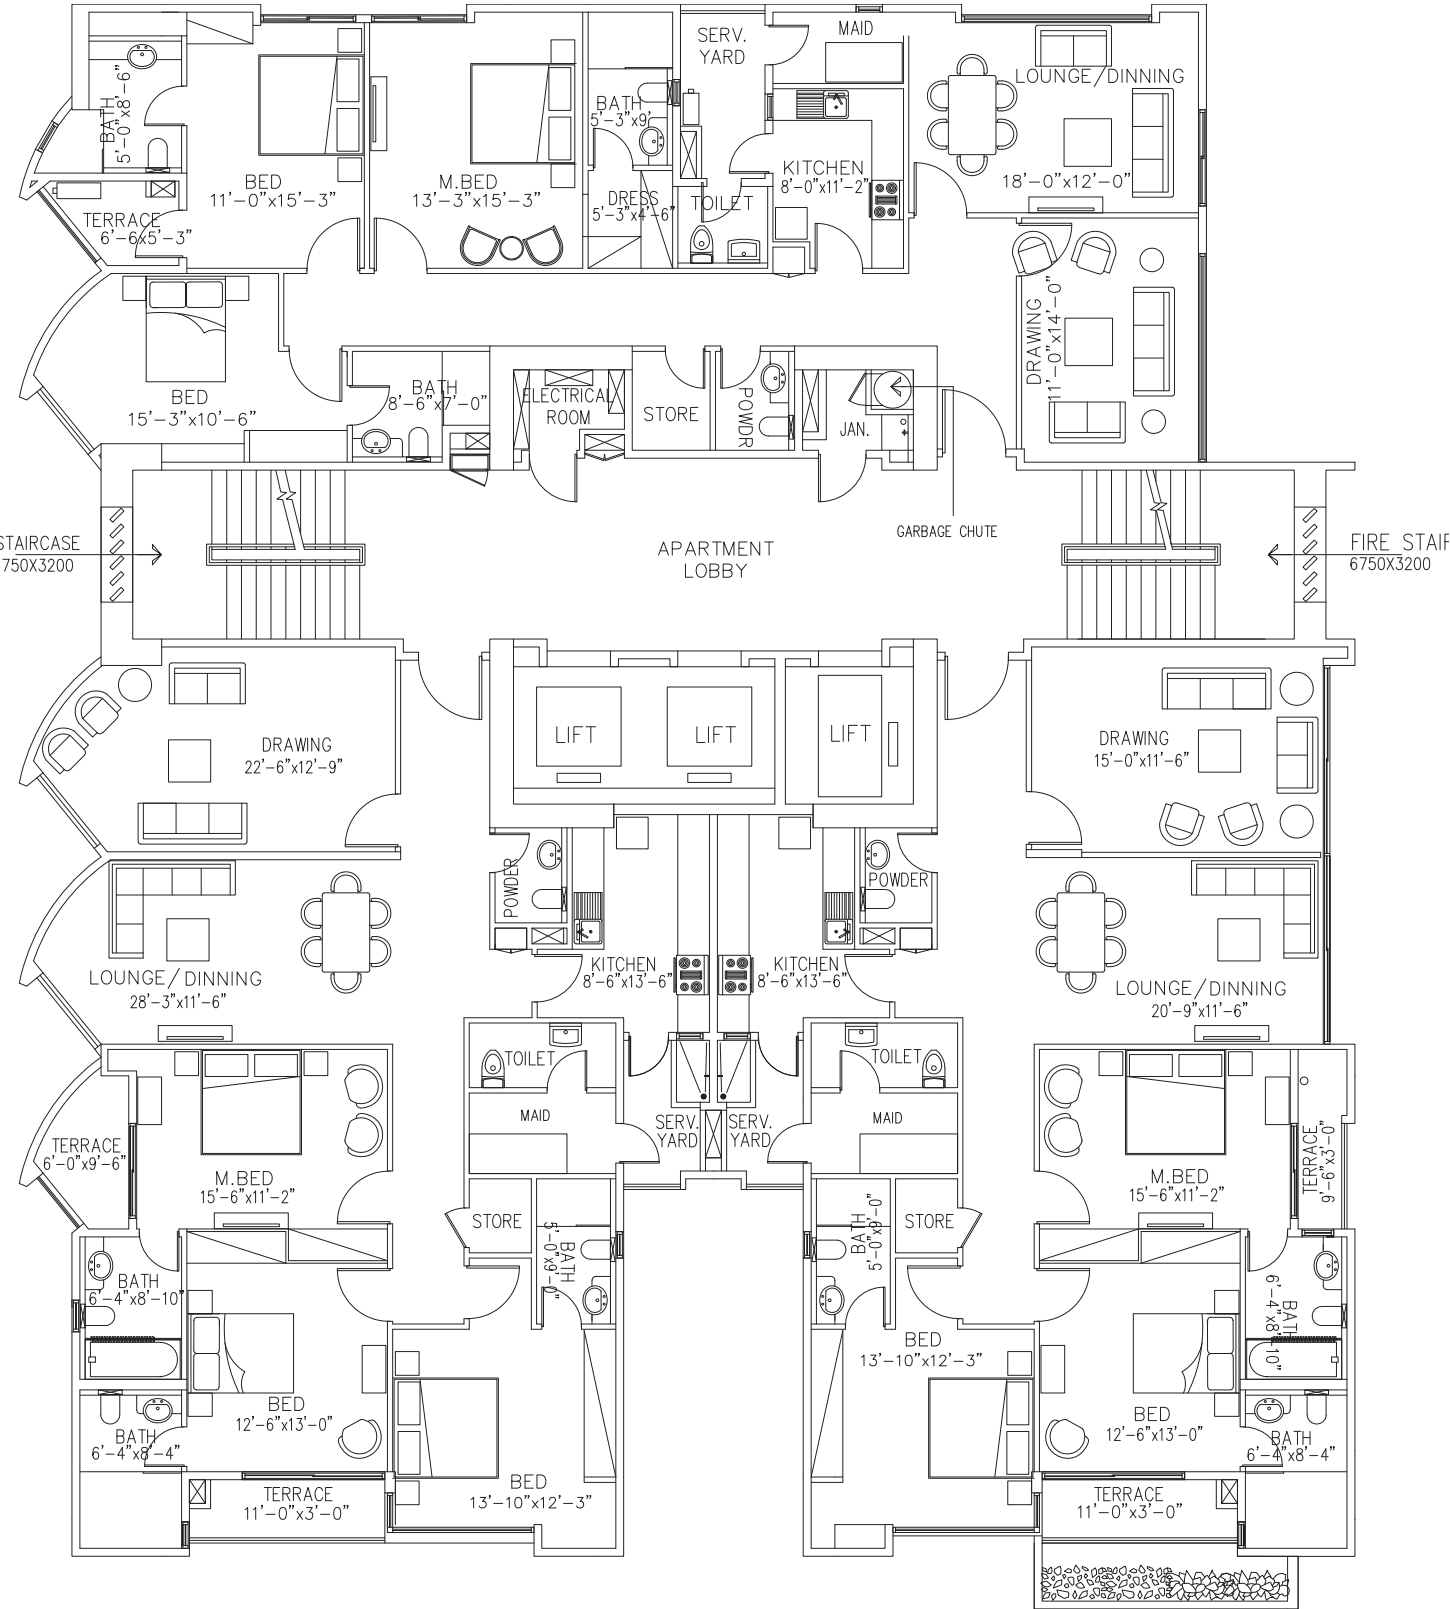 SERV.
YARD
MAID
LOUNGE/DINNING
18'-0"x12'-0"
BATH
5'-0"x8'-6"
BED
11'-0"x15'-3"
M.BED
13'-3"x15'-3"
BATH
5'-3"x9'
DRESS
5'-3"x4'-6"
TOILET
KITCHEN
8'-0"x11'-2"
TERRACE
6'-6x5'-3"
DRAWING
11'-0"x14'-0"
BED
15'-3"x10'-6"
BATH
8'-6"x7'-0"
ELECTRICAL
ROOM
STORE
POWDR
JAN.
GARBAGE CHUTE
STAIRCASE
6750X3200
APARTMENT
LOBBY
FIRE STAIR
6750X3200
LIFT
LIFT
LIFT
DRAWING
22'-6"x12'-9"
DRAWING
15'-0"x11'-6"
POWDER
POWDER
LOUNGE/DINNING
28'-3"x11'-6"
KITCHEN
8'-6"x13'-6"
KITCHEN
8'-6"x13'-6"
LOUNGE/DINNING
20'-9"x11'-6"
TOILET
TOILET
MAID
MAID
SERV.
YARD
SERV.
YARD
TERRACE
6'-0"x9'-6"
M.BED
15'-6"x11'-2"
M.BED
15'-6"x11'-2"
TERRACE
9'-6"x3'-0"
STORE
BATH
5'-0x9'-0"
BATH
5'-0"x9'-0"
STORE
BATH
6'-4"x8'-10"
BATH
6'-4"x8'-10"
BED
13'-10"x12'-3"
BED
12'-6"x13'-0"
BED
12'-6"x13'-0"
BATH
6'-4"x8'-4"
BATH
6'-4"x8'-4"
BED
13'-10"x12'-3"
TERRACE
11'-0"x3'-0"
TERRACE
11'-0"x3'-0"